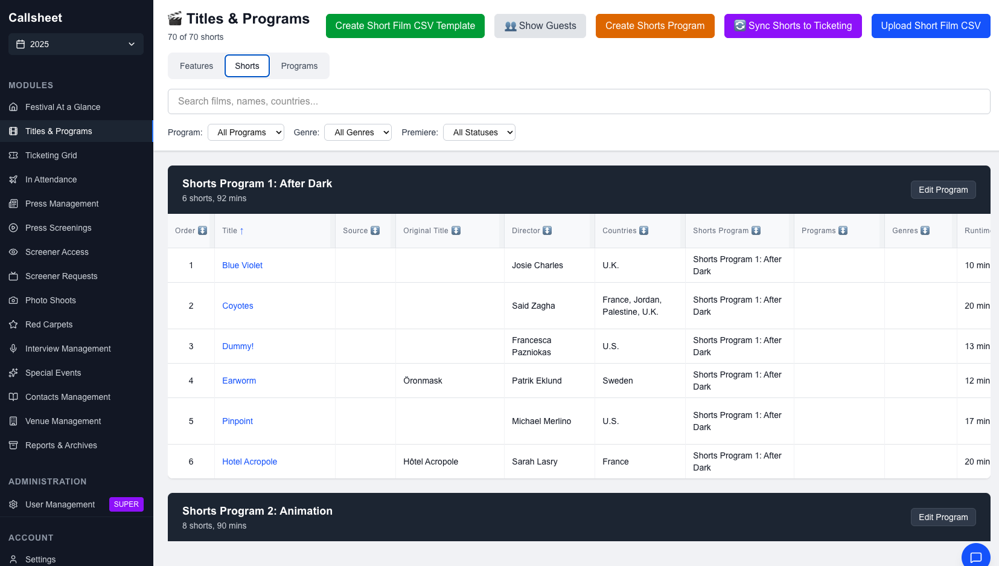 Callsheet
2025
MODULES
Festival At a Glance
Titles & Programs
Ticketing Grid
In Attendance
Press Management
Press Screenings
Screener Access
Screener Requests
Photo Shoots
Red Carpets
Interview Management
Special Events
Contacts Management
Venue Management
Reports & Archives
ADMINISTRATION
User Management SUPER
ACCOUNT
Settings
🎬 Titles & Programs
70 of 70 shorts
Create Short Film CSV Template
👥 Show Guests
Create Shorts Program
🔄 Sync Shorts to Ticketing
Upload Short Film CSV
Features Shorts Programs
Search films, names, countries...
Program: All Programs Genre: All Genres Premiere: All Statuses
Shorts Program 1: After Dark
6 shorts, 92 mins
Edit Program
Order ↕️ Title ↑ Source ↕️ Original Title ↕️ Director ↕️ Countries ↕️ Shorts Program ↕️ Programs ↕️ Genres ↕️ Runtim
1 Blue Violet Josie Charles U.K. Shorts Program 1: After 10 min
Dark
2 Coyotes Said Zagha France, Jordan, Shorts Program 1: After 20 min
Palestine, U.K. Dark
3 Dummy! Francesca U.S. Shorts Program 1: After 13 min
Pazniokas Dark
4 Earworm Öronmask Patrik Eklund Sweden Shorts Program 1: After 12 min
Dark
5 Pinpoint Michael Merlino U.S. Shorts Program 1: After 17 min
Dark
6 Hotel Acropole Hôtel Acropole Sarah Lasry France Shorts Program 1: After 20 min
Dark
Shorts Program 2: Animation
8 shorts, 90 mins
Edit Program